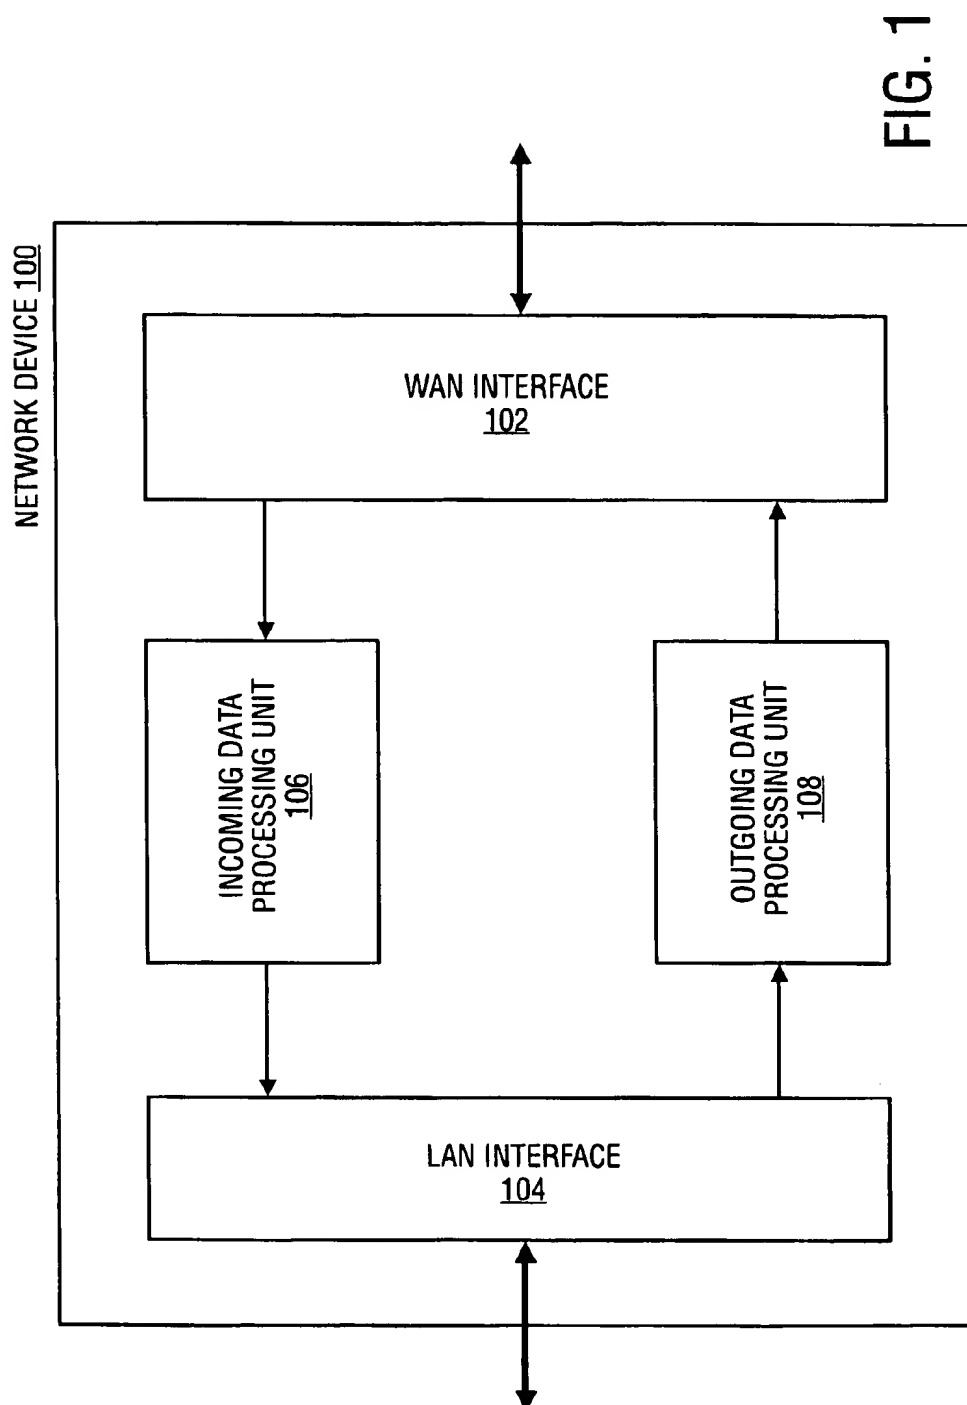 NETWORK DEVICE 100
WAN INTERFACE
102
INCOMING DATA
PROCESSING UNIT
106
OUTGOING DATA
PROCESSING UNIT
108
LAN INTERFACE
104
FIG. 1